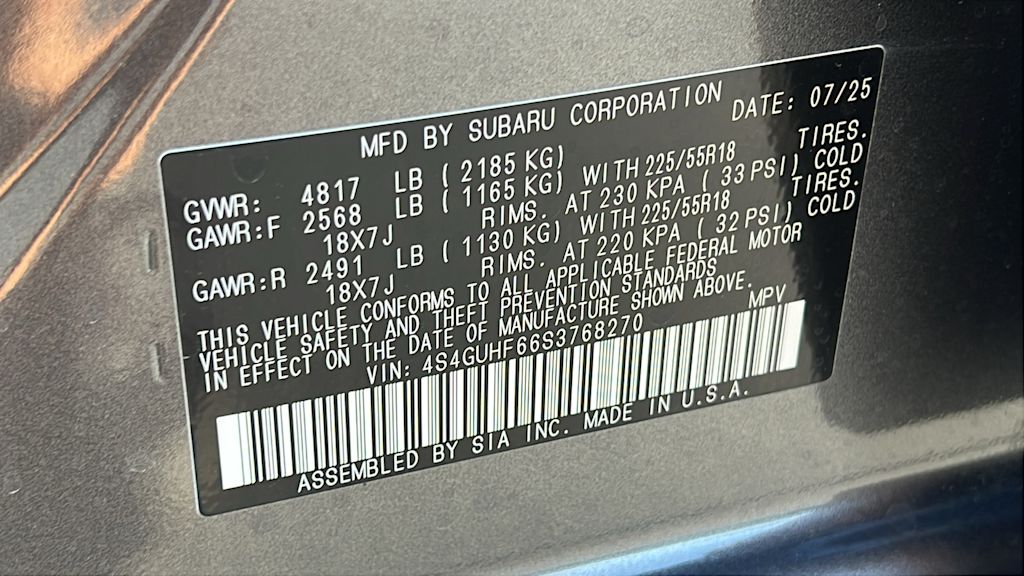 MFD BY SUBARU CORPORATION DATE: 07/25
GVWR: 4817 LB ( 2185 KG)
GAWR:F 2568 LB ( 1165 KG) WITH 225/55R18 TIRES.
18X7J RIMS. AT 230 KPA ( 33 PSI) COLD
GAWR:R 2491 LB ( 1130 KG) WITH 225/55R18 TIRES.
18X7J RIMS. AT 220 KPA ( 32 PSI) COLD
THIS VEHICLE CONFORMS TO ALL APPLICABLE FEDERAL MOTOR
VEHICLE SAFETY AND THEFT PREVENTION STANDARDS
IN EFFECT ON THE DATE OF MANUFACTURE SHOWN ABOVE.
VIN: 4S4GUHF66S3768270 MPV
ASSEMBLED BY SIA INC. MADE IN U.S.A.